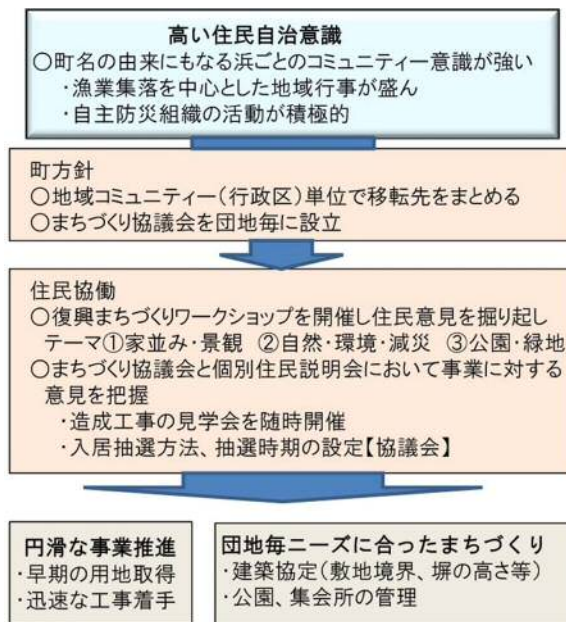 高い住民自治意識
○町名の由来にもなる浜ごとのコミュニティー意識が強い
・漁業集落を中心とした地域行事が盛ん
・自主防災組織の活動が積極的
町方針
○地域コミュニティー(行政区)単位で移転先をまとめる
○まちづくり協議会を団地毎に設立
住民協働
○復興まちづくりワークショップを開催し住民意見を掘り起し
テーマ①家並み・景観 ②自然・環境・減災 ③公園・緑地
○まちづくり協議会と個別住民説明会において事業に対する
意見を把握
・造成工事の見学会を随時開催
・入居抽選方法、抽選時期の設定【協議会】
円滑な事業推進
・早期の用地取得
・迅速な工事着手
団地毎ニーズに合ったまちづくり
・建築協定(敷地境界、塀の高さ等)
・公園、集会所の管理